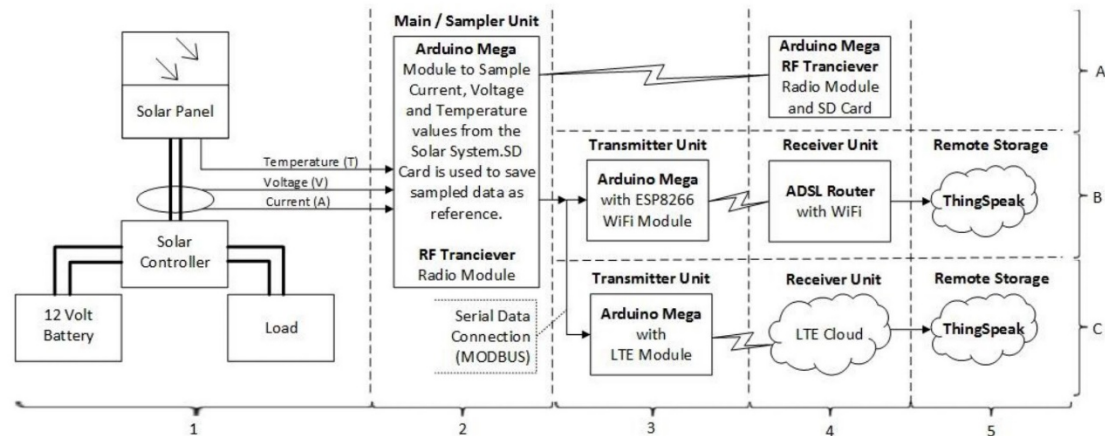 Main / Sampler Unit
Arduino Mega
Module to Sample
Current, Voltage
and Temperature
values from the
Solar System.SD
Card is used to save
sampled data as
reference.
RF Tranciever
Radio Module
Arduino Mega
RF Tranciever
Radio Module
and SD Card
A
Solar Panel
Temperature (T)
Voltage (V)
Current (A)
Solar
Controller
12 Volt
Battery
Load
Transmitter Unit
Arduino Mega
with ESP8266
WiFi Module
Receiver Unit
ADSL Router
with WiFi
Remote Storage
ThingSpeak
B
Serial Data
Connection
(MODBUS)
Transmitter Unit
Arduino Mega
with
LTE Module
Receiver Unit
LTE Cloud
Remote Storage
ThingSpeak
C
1
2
3
4
5